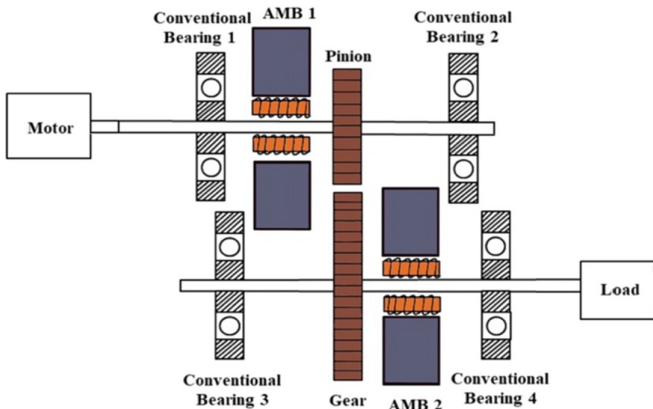 Conventional
Bearing 1
AMB 1
Pinion
Conventional
Bearing 2
Motor
Load
Conventional
Bearing 3
Gear
AMB 2
Conventional
Bearing 4